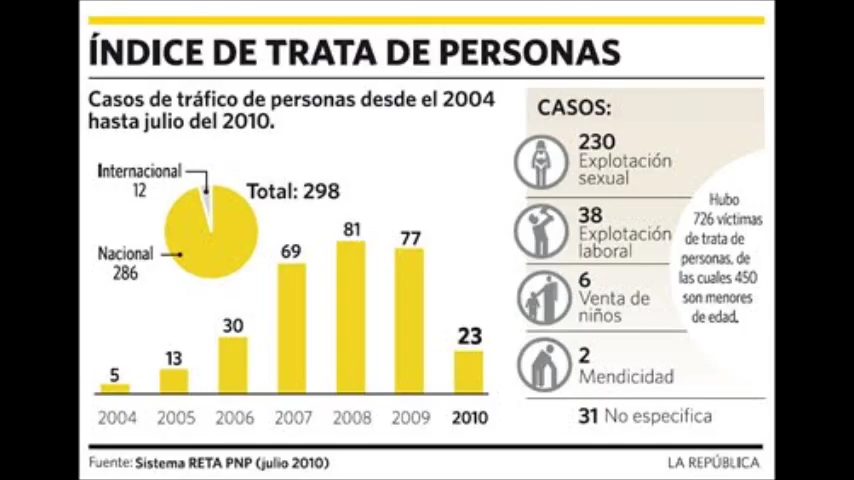 ÍNDICE DE TRATA DE PERSONAS
Casos de tráfico de personas desde el 2004
hasta julio del 2010.
Internacional
12
Total: 298
Nacional
286
5
13
30
69
81
77
23
2004
2005
2006
2007
2008
2009
2010
CASOS:
230
Explotación
sexual
38
Explotación
laboral
6
Venta de
niños
2
Mendicidad
31 No especifica
Hubo
726 víctimas
de trata de
personas, de
las cuales 450
son menores
de edad.
Fuente: Sistema RETA PNP (julio 2010)
LA REPÚBLICA